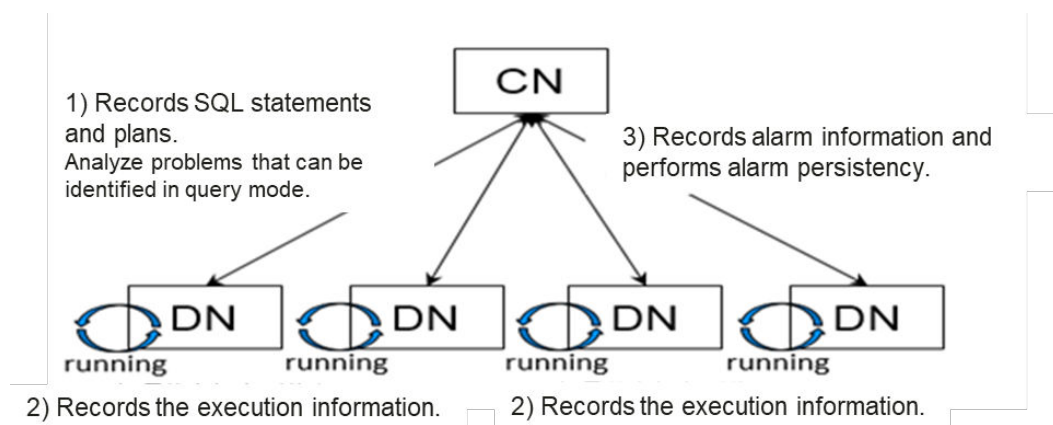 CN
1) Records SQL statements
and plans.
Analyze problems that can be
identified in query mode.
3) Records alarm information and
performs alarm persistency.
DN
DN
DN
DN
running
running
running
running
2) Records the execution information.
2) Records the execution information.